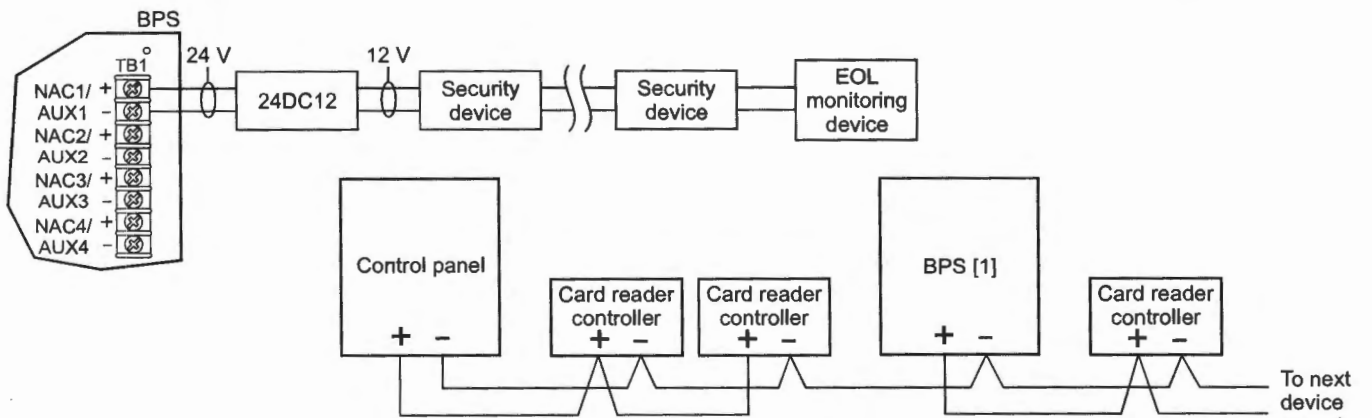 BPS
TB1
24 V
12 V
NAC1/ +
AUX1 -
NAC2/ +
AUX2 -
NAC3/ +
AUX3 -
NAC4/ +
AUX4 -
24DC12
Security
device
Security
device
EOL
monitoring
device
Control panel
+ -
Card reader
controller
+ -
Card reader
controller
+ -
BPS [1]
+ -
Card reader
controller
+ -
To next
device